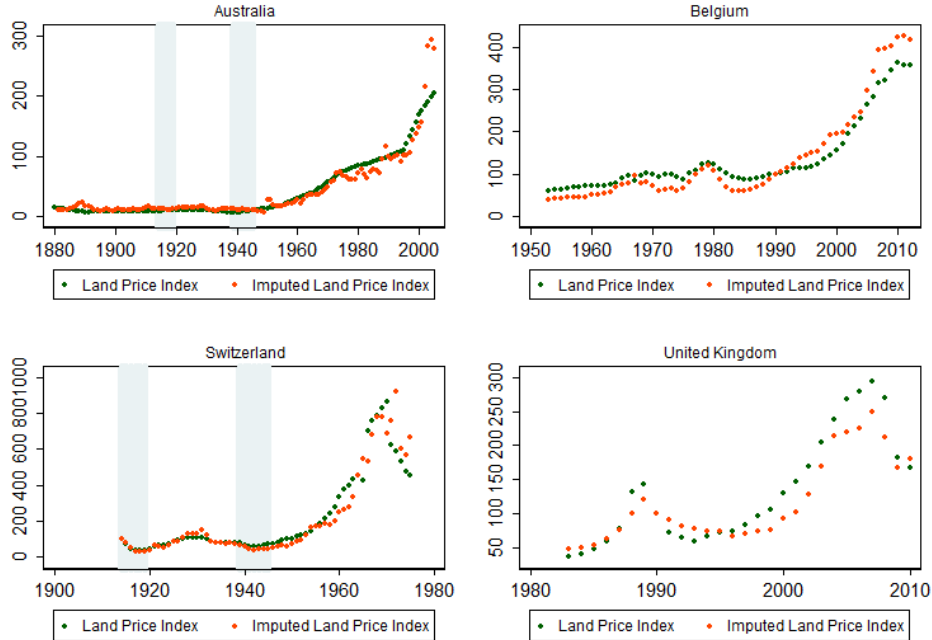 Australia
300
200
100
0
1880 1900 1920 1940 1960 1980 2000
Land Price Index Imputed Land Price Index
Belgium
400
300
200
100
0
1950 1960 1970 1980 1990 2000 2010
Land Price Index Imputed Land Price Index
Switzerland
1000
800
600
400
200
0
1900 1920 1940 1960 1980
Land Price Index Imputed Land Price Index
United Kingdom
300
250
200
150
100
50
1980 1990 2000 2010
Land Price Index Imputed Land Price Index